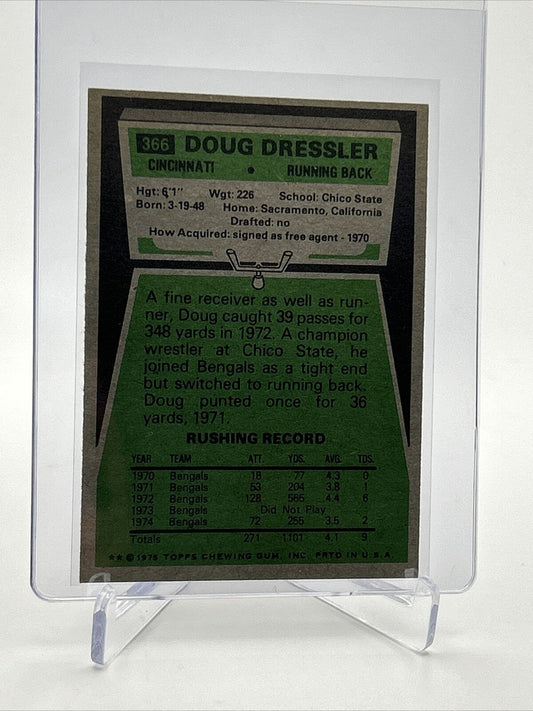 366 DOUG DRESSLER
CINCINNATI • RUNNING BACK
Hgt: 6'1" Wgt: 226 School: Chico State
Born: 3-19-48 Home: Sacramento, California
Drafted: no
How Acquired: signed as free agent - 1970
A fine receiver as well as run-
ner, Doug caught 39 passes for
348 yards in 1972. A champion
wrestler at Chico State, he
joined Bengals as a tight end
but switched to running back.
Doug punted once for 36
yards, 1971.
RUSHING RECORD
YEAR TEAM ATT. YDS. AVG. TDS.
1970 Bengals 18 77 4.3 0
1971 Bengals 53 204 3.8 1
1972 Bengals 128 565 4.4 6
1973 Bengals Did Not Play
1974 Bengals 72 255 3.5 2
Totals 271 1101 4.1 9
** © 1975 TOPPS CHEWING GUM, INC. PRTD IN U.S.A.